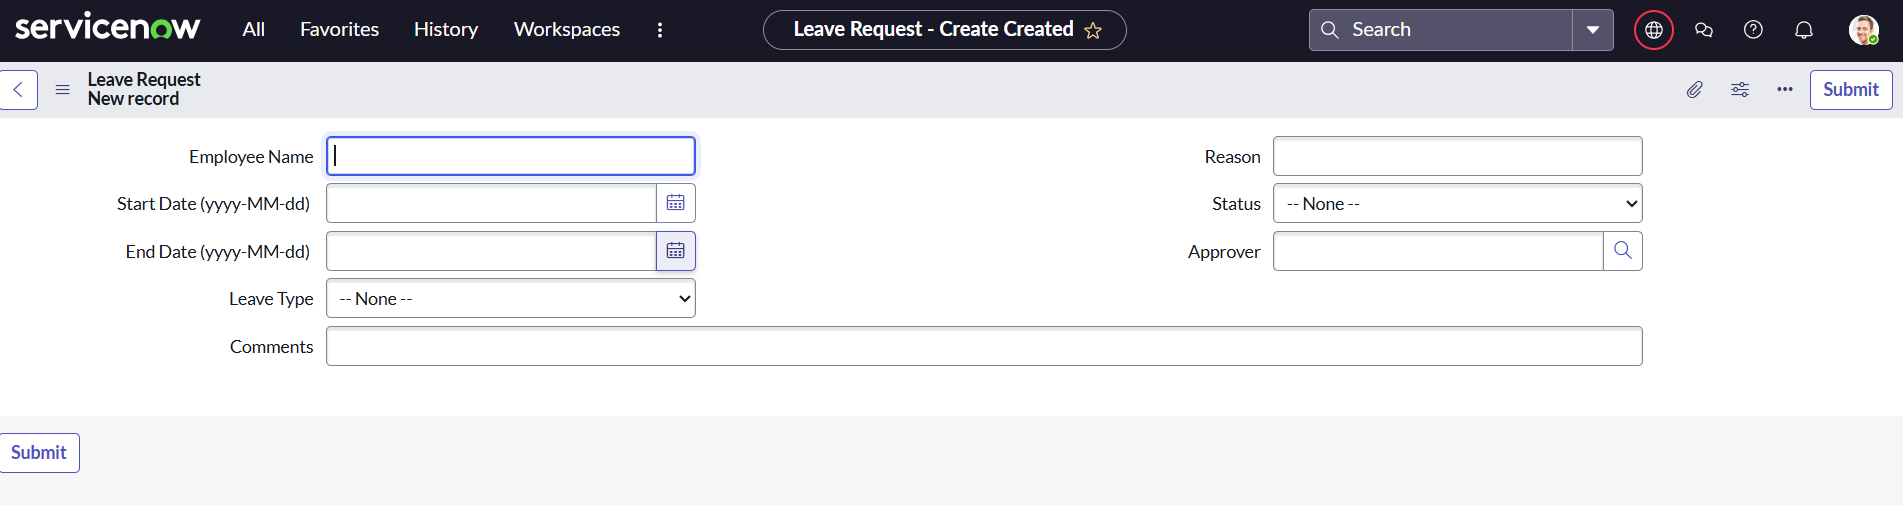 servicenow All Favorites History Workspaces Leave Request - Create Created Search
Leave Request
New record
Submit
Employee Name
Reason
Start Date (yyyy-MM-dd)
Status -- None --
End Date (yyyy-MM-dd)
Approver
Leave Type -- None --
Comments
Submit